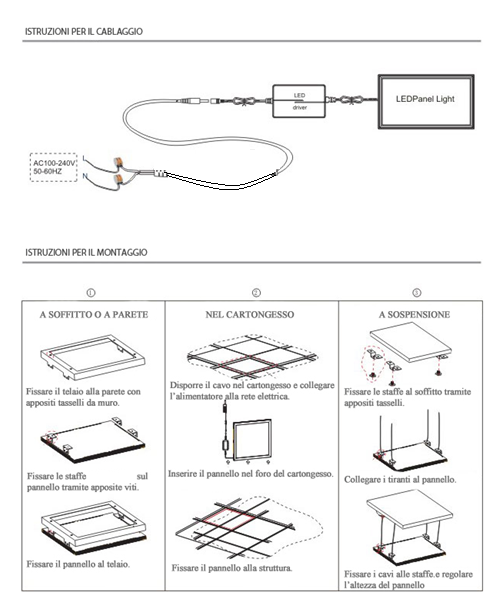 ISTRUZIONI PER IL CABLAGGIO
LED
driver
LEDPanel Light
AC100-240V
50-60HZ
L
N
ISTRUZIONI PER IL MONTAGGIO
1
2
3
A SOFFITTO O A PARETE
NEL CARTONGESSO
A SOSPENSIONE
Fissare il telaio alla parete con
appositi tasselli da muro.
Disporre il cavo nel cartongesso e collegare
l'alimentatore alla rete elettrica.
Fissare le staffe al soffitto tramite
appositi tasselli.
Fissare le staffe sul
pannello tramite apposite viti.
Inserire il pannello nel foro del cartongesso.
Collegare i tiranti al pannello.
Fissare il pannello al telaio.
Fissare il pannello alla struttura.
Fissare i cavi alle staffe.e regolare
l'altezza del pannello